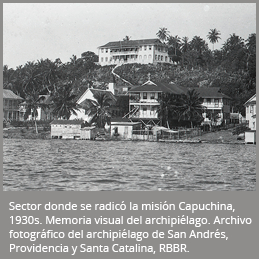 Sector donde se radicó la misión Capuchina,
1930s. Memoria visual del archipiélago. Archivo
fotográfico del archipiélago de San Andrés,
Providencia y Santa Catalina, RBBR.